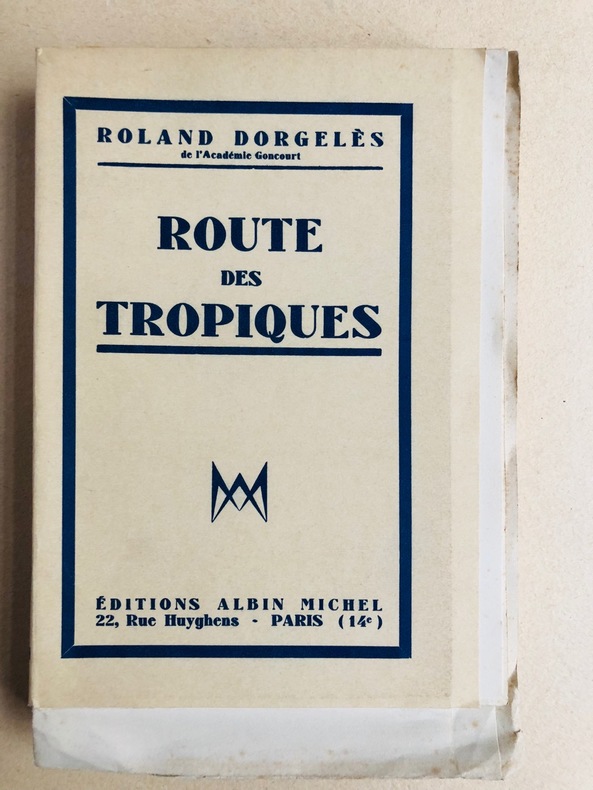 ROLAND DORGELÈS
de l'Académie Goncourt
ROUTE
DES
TROPIQUES
ÉDITIONS ALBIN MICHEL
22, Rue Huyghens - PARIS (14e)